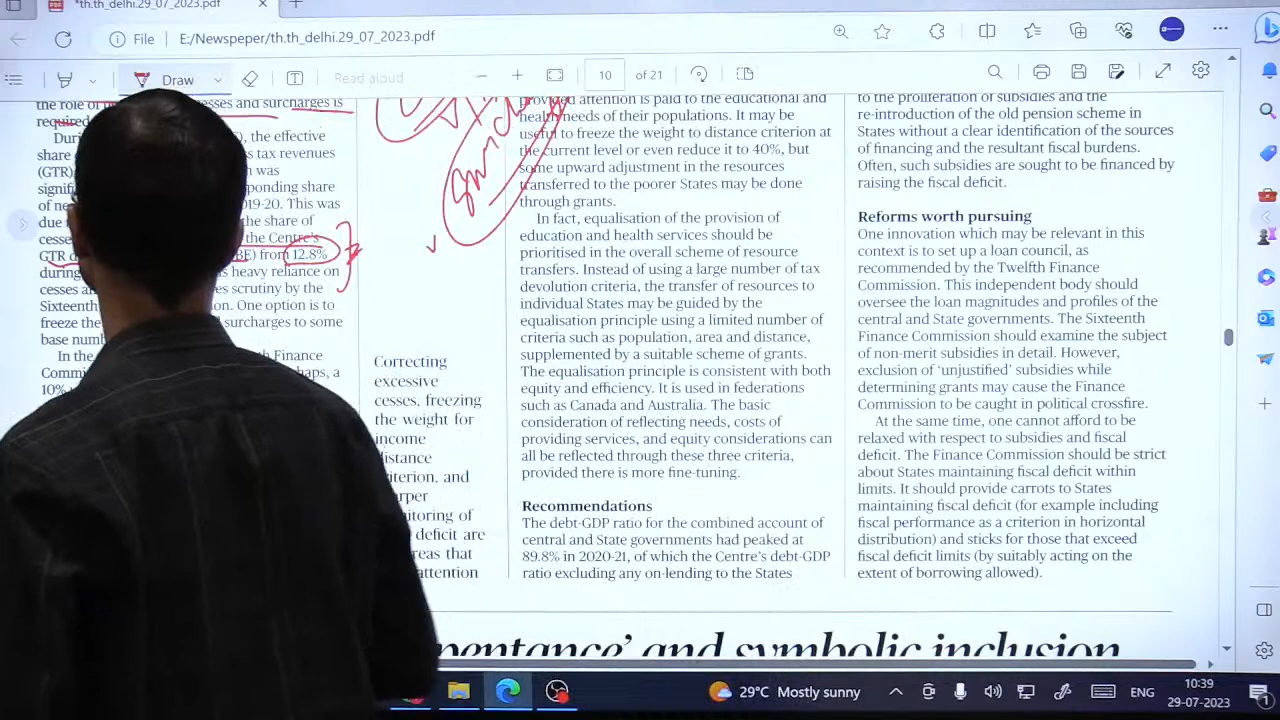 *th.th_delhi.29_07_2023.pdf
File E:/Newspeper/th.th_delhi.29_07_2023.pdf
Draw
Read aloud
10 of 21
the role of
esses and surcharges is
required
, the effective
share
s tax revenues
(GTR)
was
signifi
ponding share
of ne
019-20. This was
due
the share of
cesse
the Centre's
GTR
BE) from 12.8%
during
s heavy reliance on
cesses a
es scrutiny by the
Sixteenth
on. One option is to
freeze the
surcharges to some
base numb
In the
h Finance
Commi
haps, a
10%
Correcting
excessive
cesses, freezing
the weight for
income
distance
criterion, and
sharper
monitoring of
deficit are
areas that
attention
provided attention is paid to the educational and
health needs of their populations. It may be
useful to freeze the weight to distance criterion at
the current level or even reduce it to 40%, but
some upward adjustment in the resources
transferred to the poorer States may be done
through grants.
In fact, equalisation of the provision of
education and health services should be
prioritised in the overall scheme of resource
transfers. Instead of using a large number of tax
devolution criteria, the transfer of resources to
individual States may be guided by the
equalisation principle using a limited number of
criteria such as population, area and distance,
supplemented by a suitable scheme of grants.
The equalisation principle is consistent with both
equity and efficiency. It is used in federations
such as Canada and Australia. The basic
consideration of reflecting needs, costs of
providing services, and equity considerations can
all be reflected through these three criteria,
provided there is more fine-tuning.
Recommendations
The debt-GDP ratio for the combined account of
central and State governments had peaked at
89.8% in 2020-21, of which the Centre's debt-GDP
ratio excluding any on-lending to the States
to the proliferation of subsidies and the
re-introduction of the old pension scheme in
States without a clear identification of the sources
of financing and the resultant fiscal burdens.
Often, such subsidies are sought to be financed by
raising the fiscal deficit.
Reforms worth pursuing
One innovation which may be relevant in this
context is to set up a loan council, as
recommended by the Twelfth Finance
Commission. This independent body should
oversee the loan magnitudes and profiles of the
central and State governments. The Sixteenth
Finance Commission should examine the subject
of non-merit subsidies in detail. However,
exclusion of 'unjustified' subsidies while
determining grants may cause the Finance
Commission to be caught in political crossfire.
At the same time, one cannot afford to be
relaxed with respect to subsidies and fiscal
deficit. The Finance Commission should be strict
about States maintaining fiscal deficit within
limits. It should provide carrots to States
maintaining fiscal deficit (for example including
fiscal performance as a criterion in horizontal
distribution) and sticks for those that exceed
fiscal deficit limits (by suitably acting on the
extent of borrowing allowed).
pentance' and symbolic inclusion
29°C Mostly sunny
ENG
10:39
29-07-2023